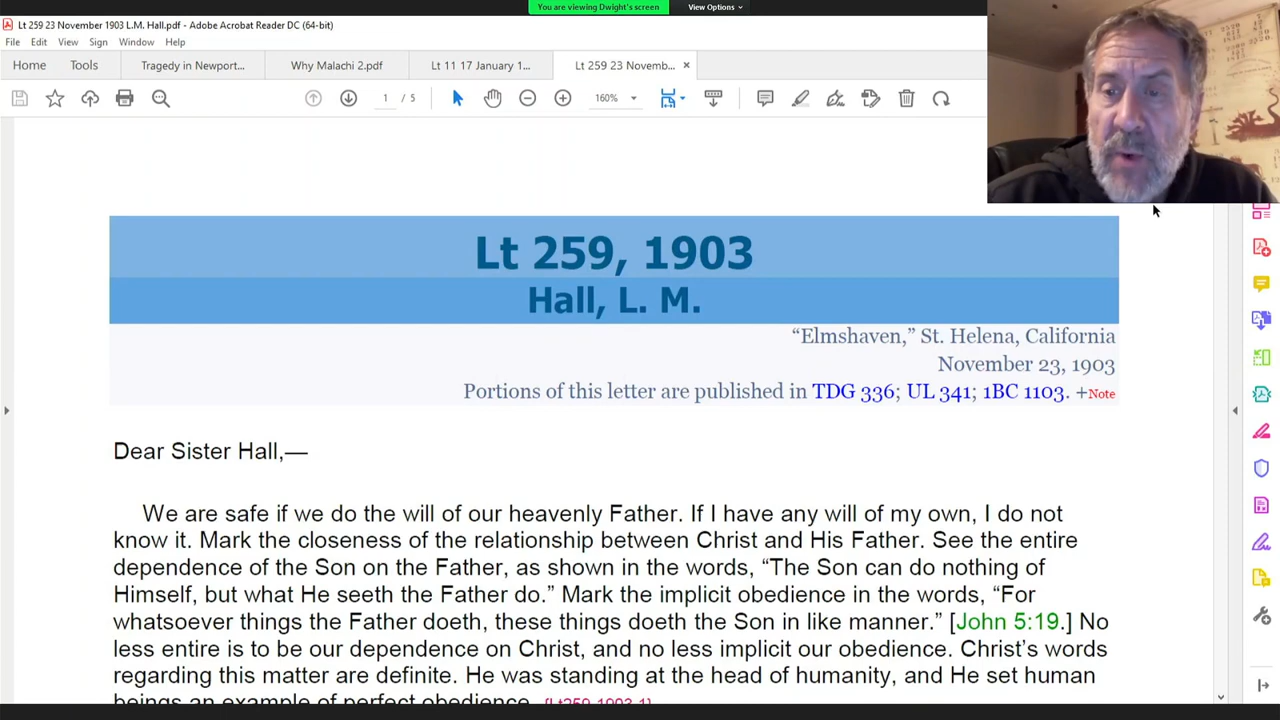 You are viewing Dwight's screen View Options
Lt 259 23 November 1903 L.M. Hall.pdf - Adobe Acrobat Reader DC (64-bit)
File Edit View Sign Window Help
Home Tools Tragedy in Newport... Why Malachi 2.pdf Lt 11 17 January 1... Lt 259 23 Novemb... ×
1 / 5 160%
Lt 259, 1903
Hall, L. M.
“Elmshaven,” St. Helena, California
November 23, 1903
Portions of this letter are published in TDG 336; UL 341; 1BC 1103. +Note
Dear Sister Hall,—
We are safe if we do the will of our heavenly Father. If I have any will of my own, I do not
know it. Mark the closeness of the relationship between Christ and His Father. See the entire
dependence of the Son on the Father, as shown in the words, “The Son can do nothing of
Himself, but what He seeth the Father do.” Mark the implicit obedience in the words, “For
whatsoever things the Father doeth, these things doeth the Son in like manner.” [John 5:19.] No
less entire is to be our dependence on Christ, and no less implicit our obedience. Christ’s words
regarding this matter are definite. He was standing at the head of humanity, and He set human
beings an example of perfect obedience. [Lt259-1903-1]